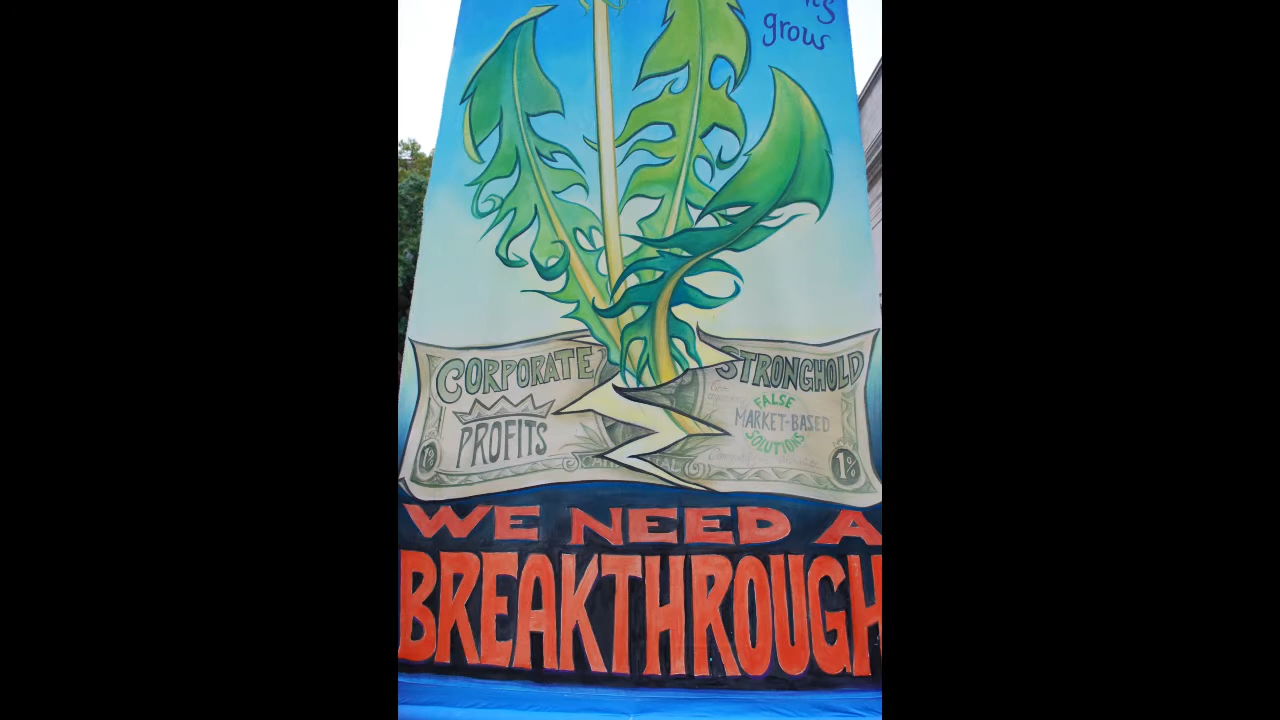 grow
CORPORATE STRONGHOLD
PROFITS
FALSE
MARKET-BASED
SOLUTIONS
1%
1%
WE NEED A
BREAKTHROUGH